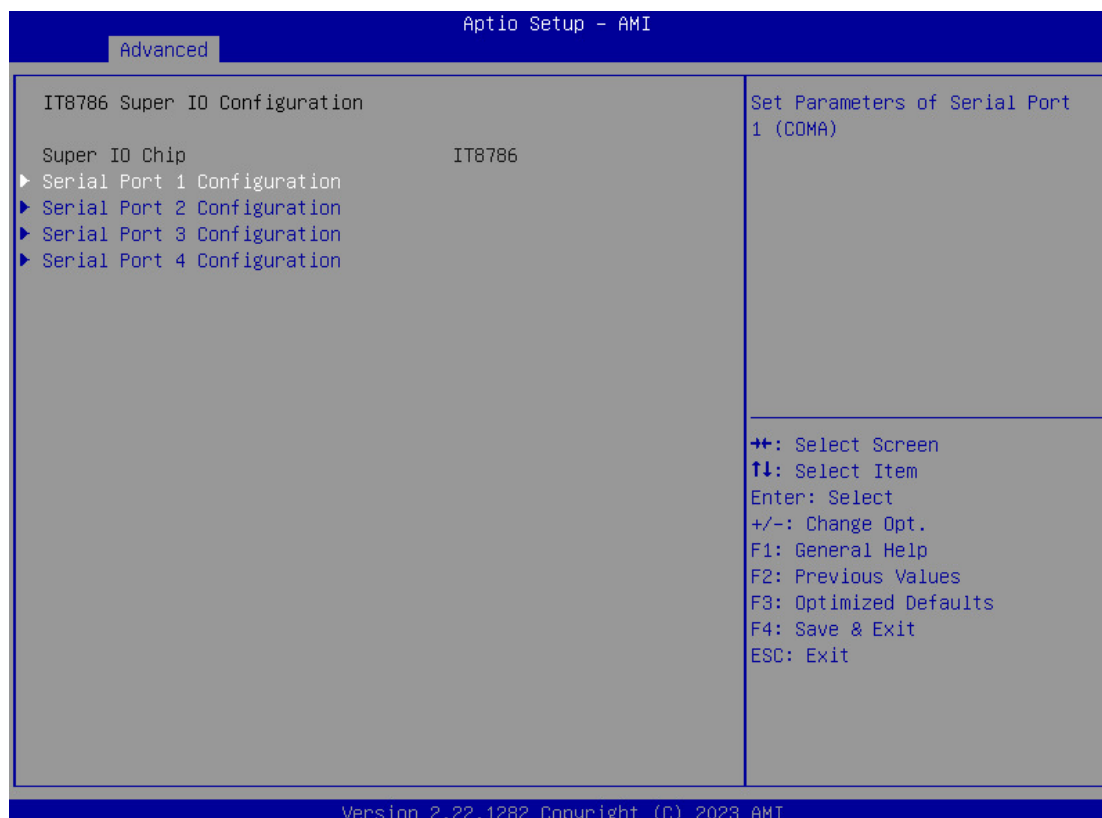 Aptio Setup – AMI
Advanced
IT8786 Super IO Configuration
Super IO Chip IT8786
▶ Serial Port 1 Configuration
▶ Serial Port 2 Configuration
▶ Serial Port 3 Configuration
▶ Serial Port 4 Configuration
Set Parameters of Serial Port
1 (COMA)
→←: Select Screen
↑↓: Select Item
Enter: Select
+/-: Change Opt.
F1: General Help
F2: Previous Values
F3: Optimized Defaults
F4: Save & Exit
ESC: Exit
Version 2.22.1282 Copyright (C) 2023 AMI